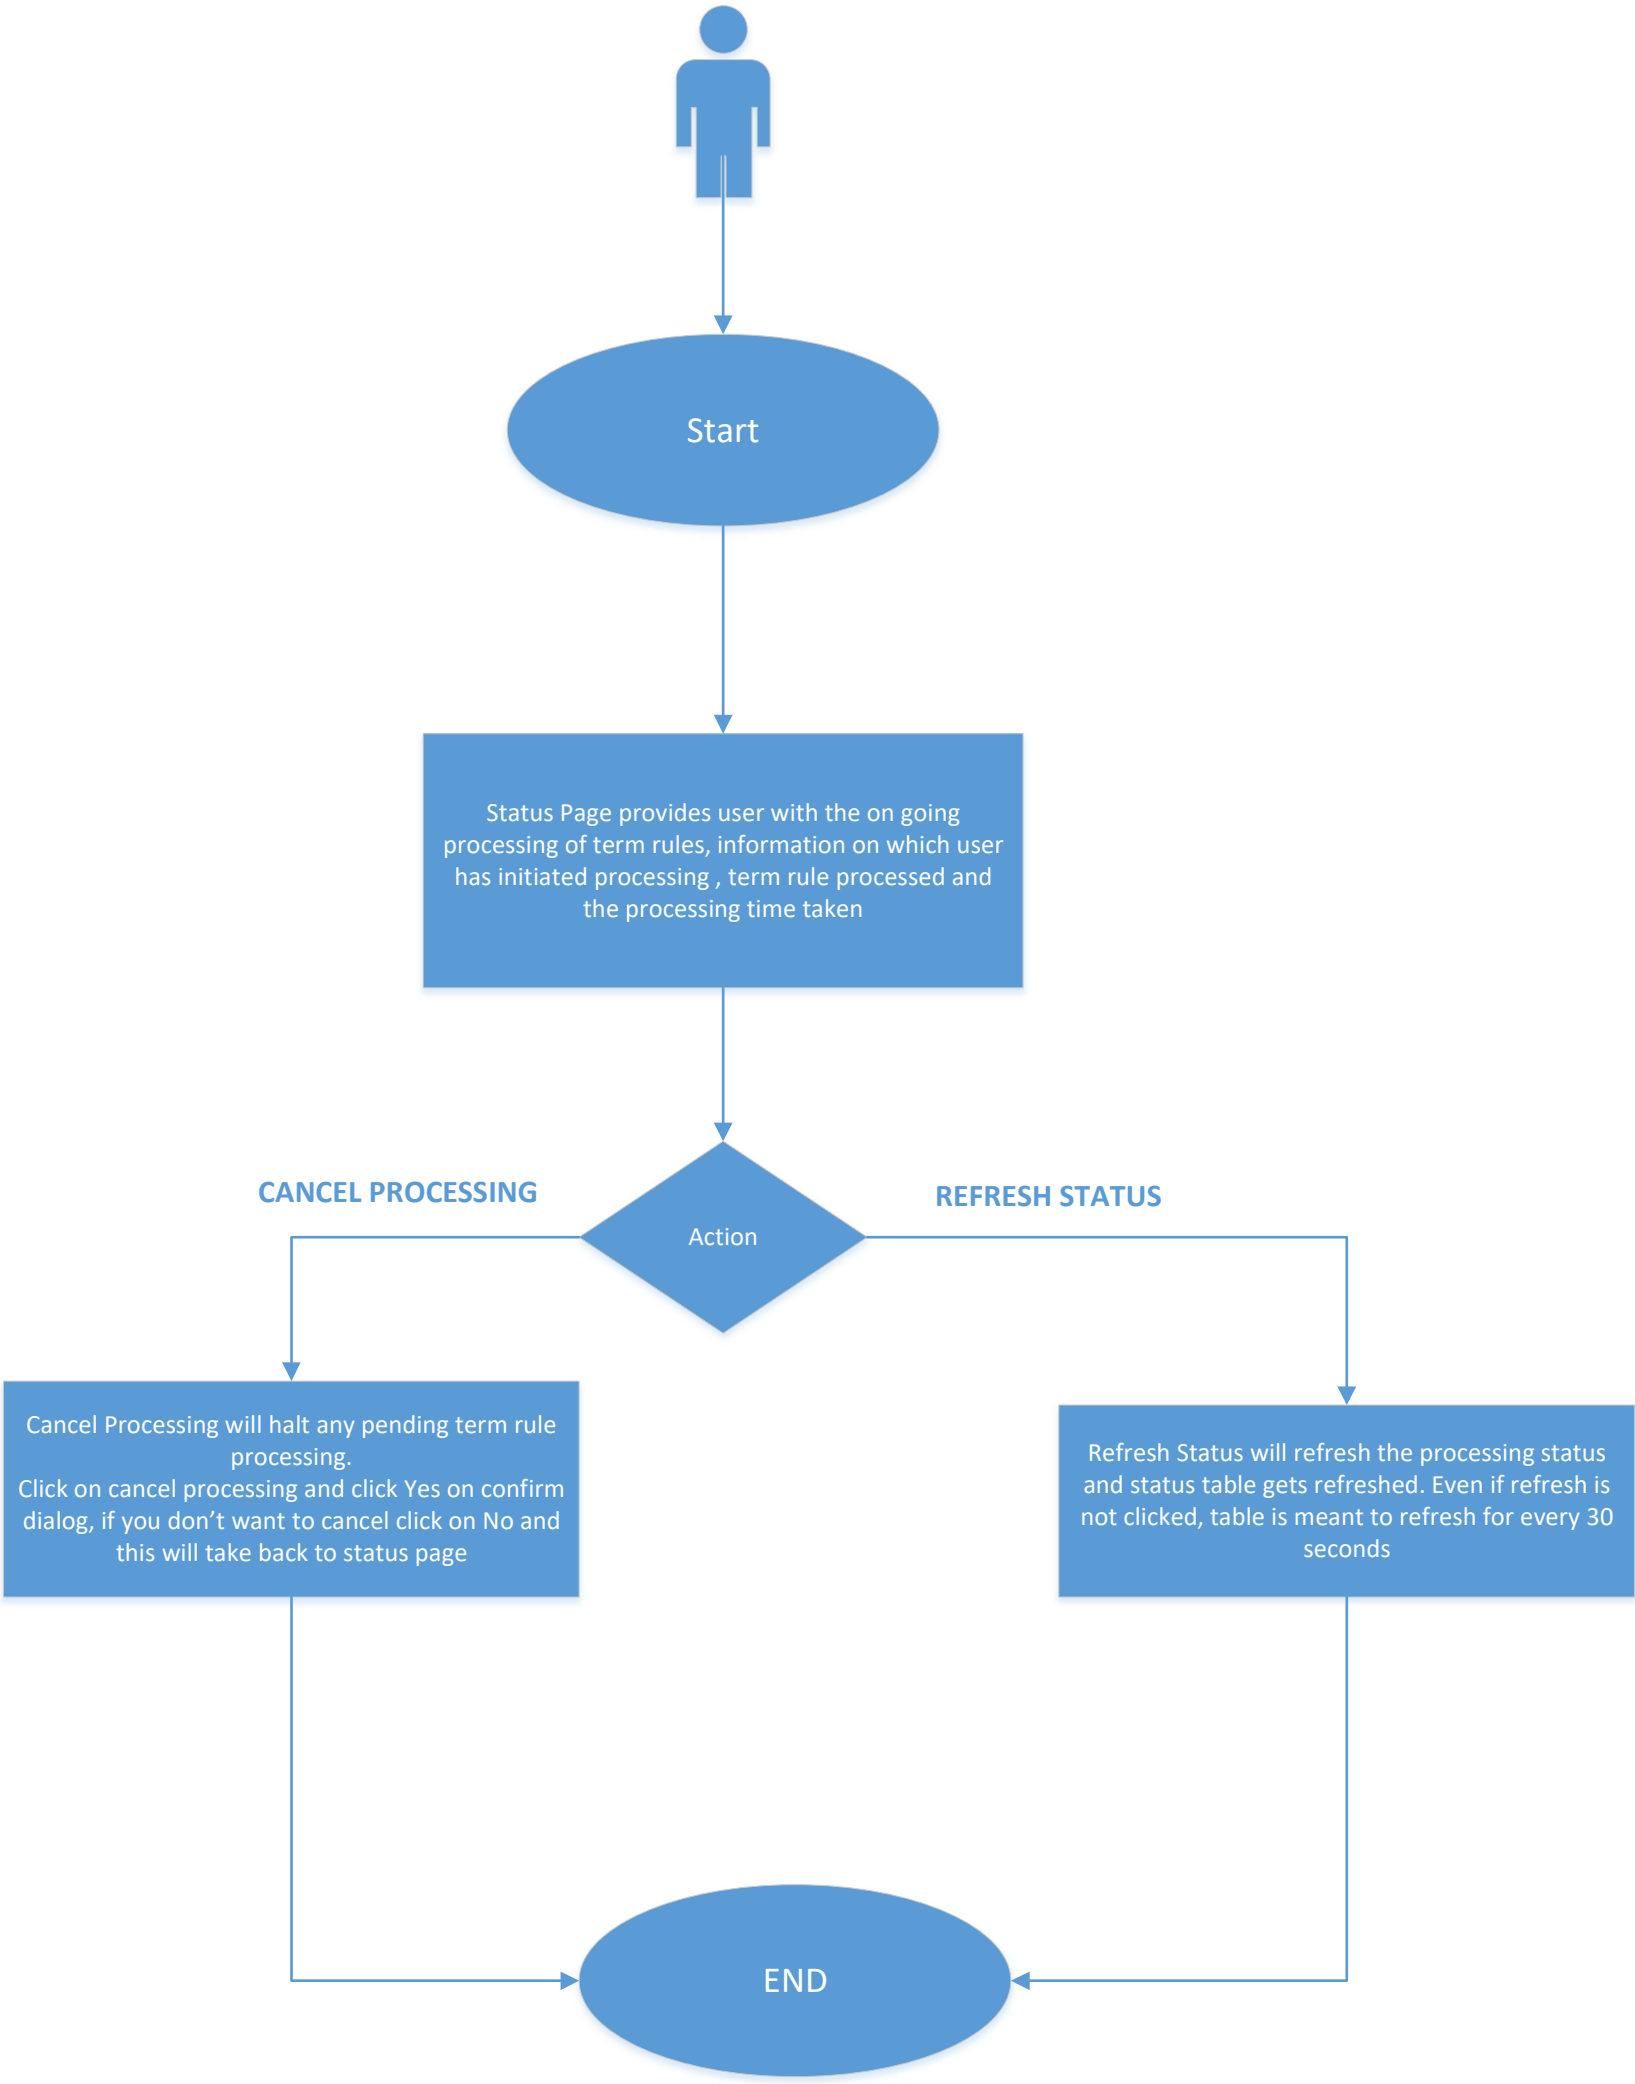 Start
Status Page provides user with the on going
processing of term rules, information on which user
has initiated processing , term rule processed and
the processing time taken
CANCEL PROCESSING
REFRESH STATUS
Action
Cancel Processing will halt any pending term rule
processing.
Click on cancel processing and click Yes on confirm
dialog, if you don’t want to cancel click on No and
this will take back to status page
Refresh Status will refresh the processing status
and status table gets refreshed. Even if refresh is
not clicked, table is meant to refresh for every 30
seconds
END